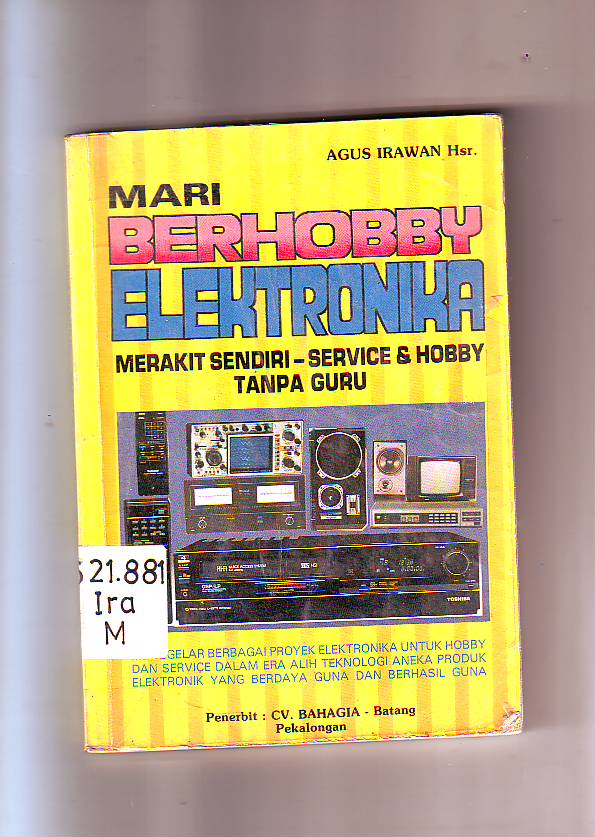 AGUS IRAWAN Hsr.
MARI
BERHOBBY
ELEKTRONIKA
MERAKIT SENDIRI – SERVICE & HOBBY
TANPA GURU
HI-FI
TOSHIBA
21.881
Ira
M
GELAR BERBAGAI PROYEK ELEKTRONIKA UNTUK HOBBY
DAN SERVICE DALAM ERA ALIH TEKNOLOGI ANEKA PRODUK
ELEKTRONIK YANG BERDAYA GUNA DAN BERHASIL GUNA
Penerbit : CV. BAHAGIA - Batang
Pekalongan